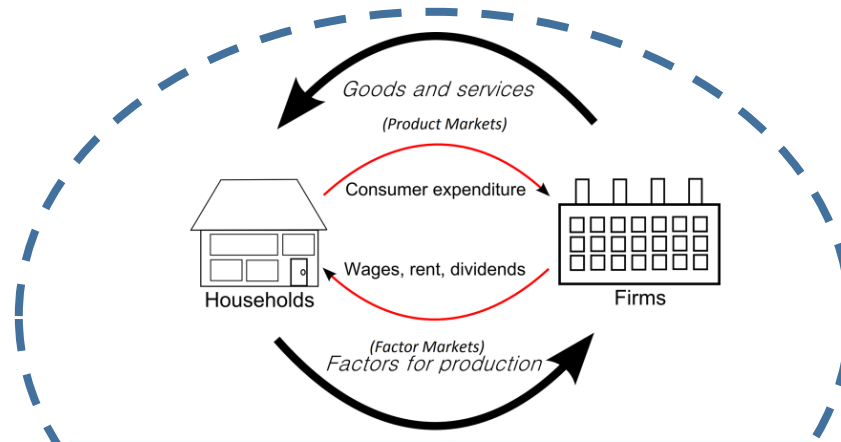 Goods and services
(Product Markets)
Consumer expenditure
Wages, rent, dividends
Households
Firms
(Factor Markets)
Factors for production